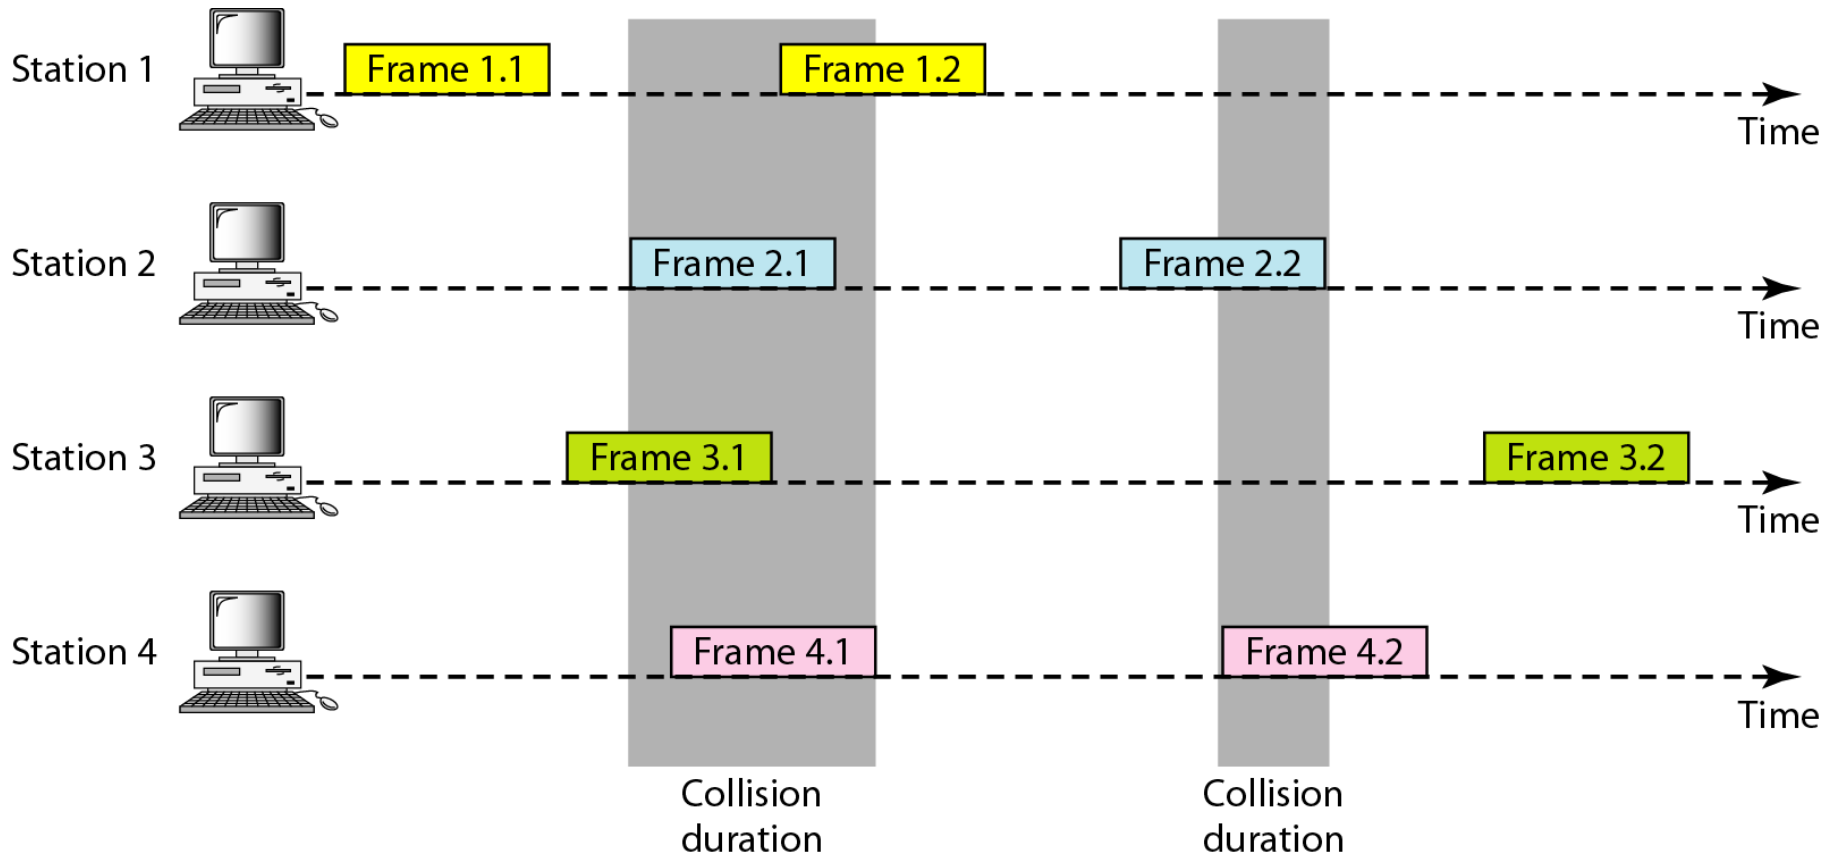 Station 1
Frame 1.1
Frame 1.2
Time
Station 2
Frame 2.1
Frame 2.2
Time
Station 3
Frame 3.1
Frame 3.2
Time
Station 4
Frame 4.1
Frame 4.2
Time
Collision
duration
Collision
duration